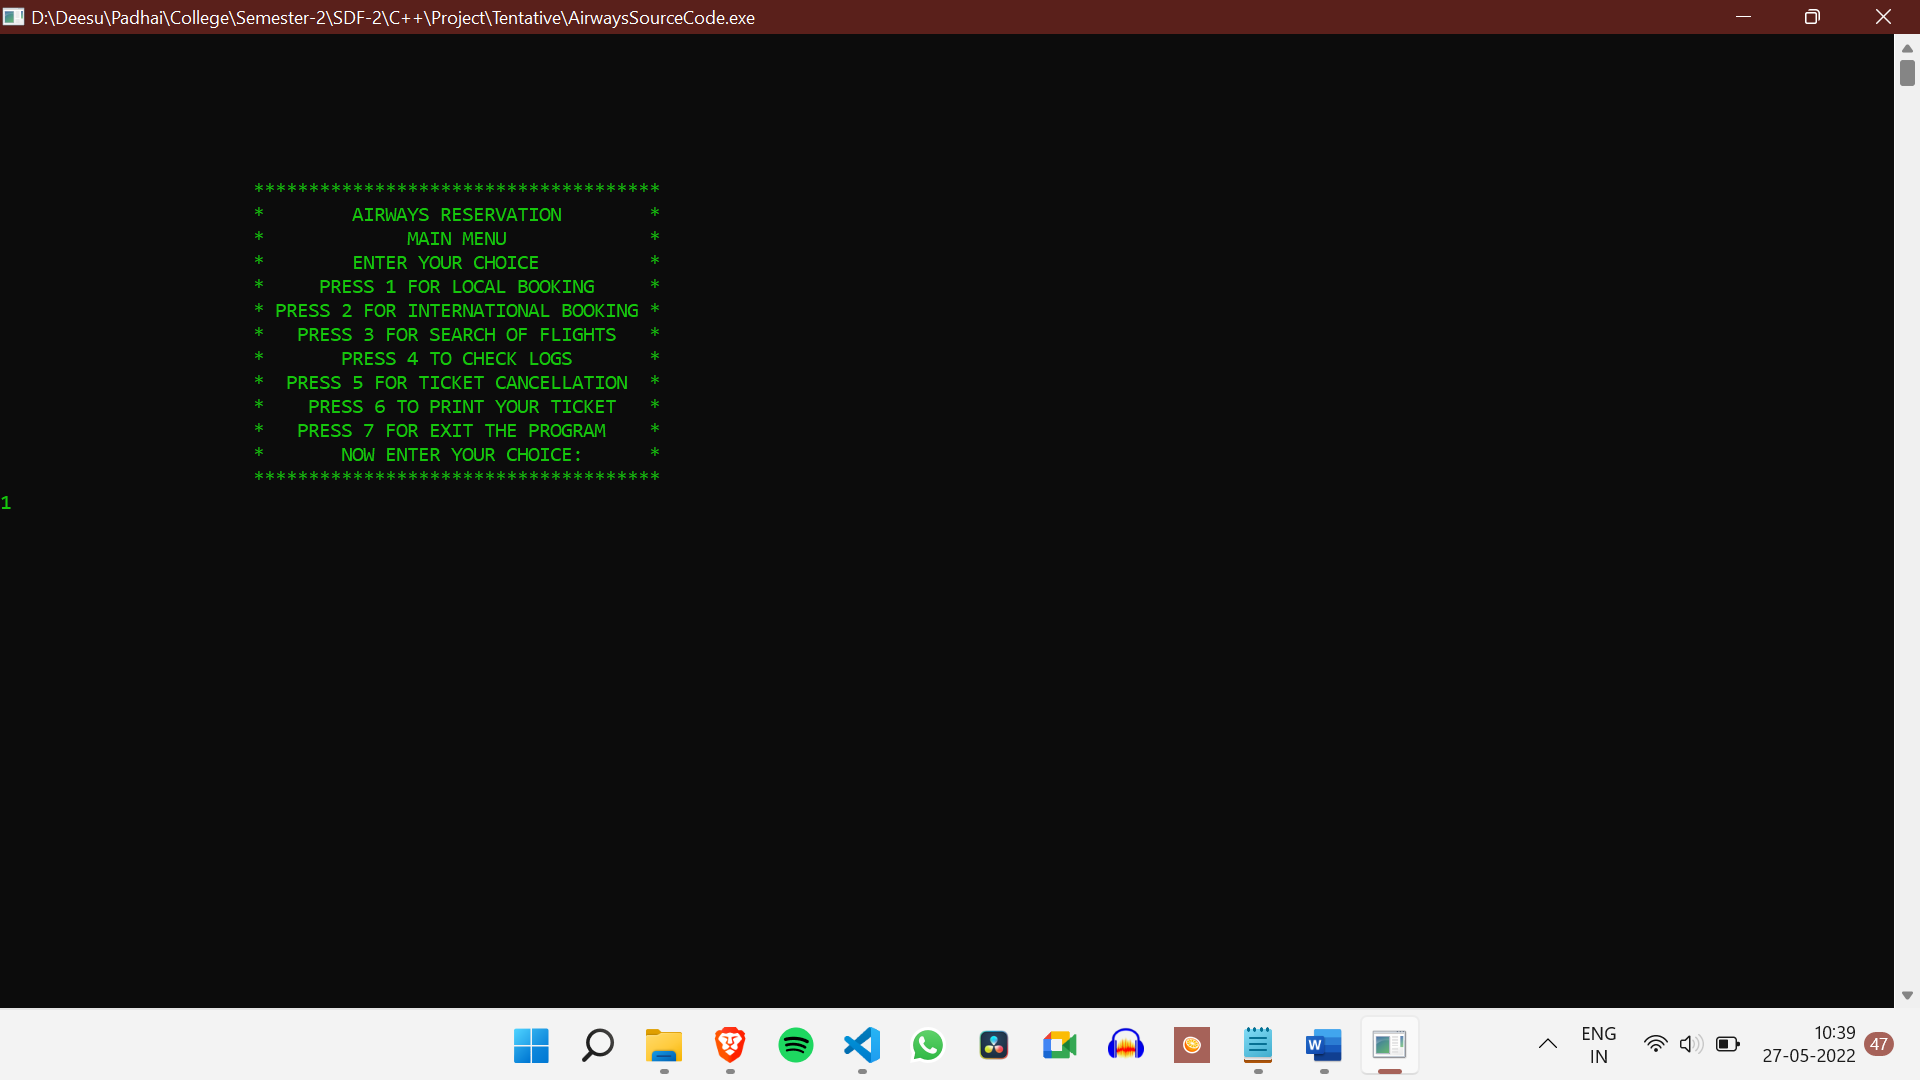 D:\Deesu\Padhai\College\Semester-2\SDF-2\C++\Project\Tentative\AirwaysSourceCode.exe
*************************************
* AIRWAYS RESERVATION *
* MAIN MENU *
* ENTER YOUR CHOICE *
* PRESS 1 FOR LOCAL BOOKING *
* PRESS 2 FOR INTERNATIONAL BOOKING *
* PRESS 3 FOR SEARCH OF FLIGHTS *
* PRESS 4 TO CHECK LOGS *
* PRESS 5 FOR TICKET CANCELLATION *
* PRESS 6 TO PRINT YOUR TICKET *
* PRESS 7 FOR EXIT THE PROGRAM *
* NOW ENTER YOUR CHOICE: *
*************************************
1
W
ENG
IN
10:39
27-05-2022
47